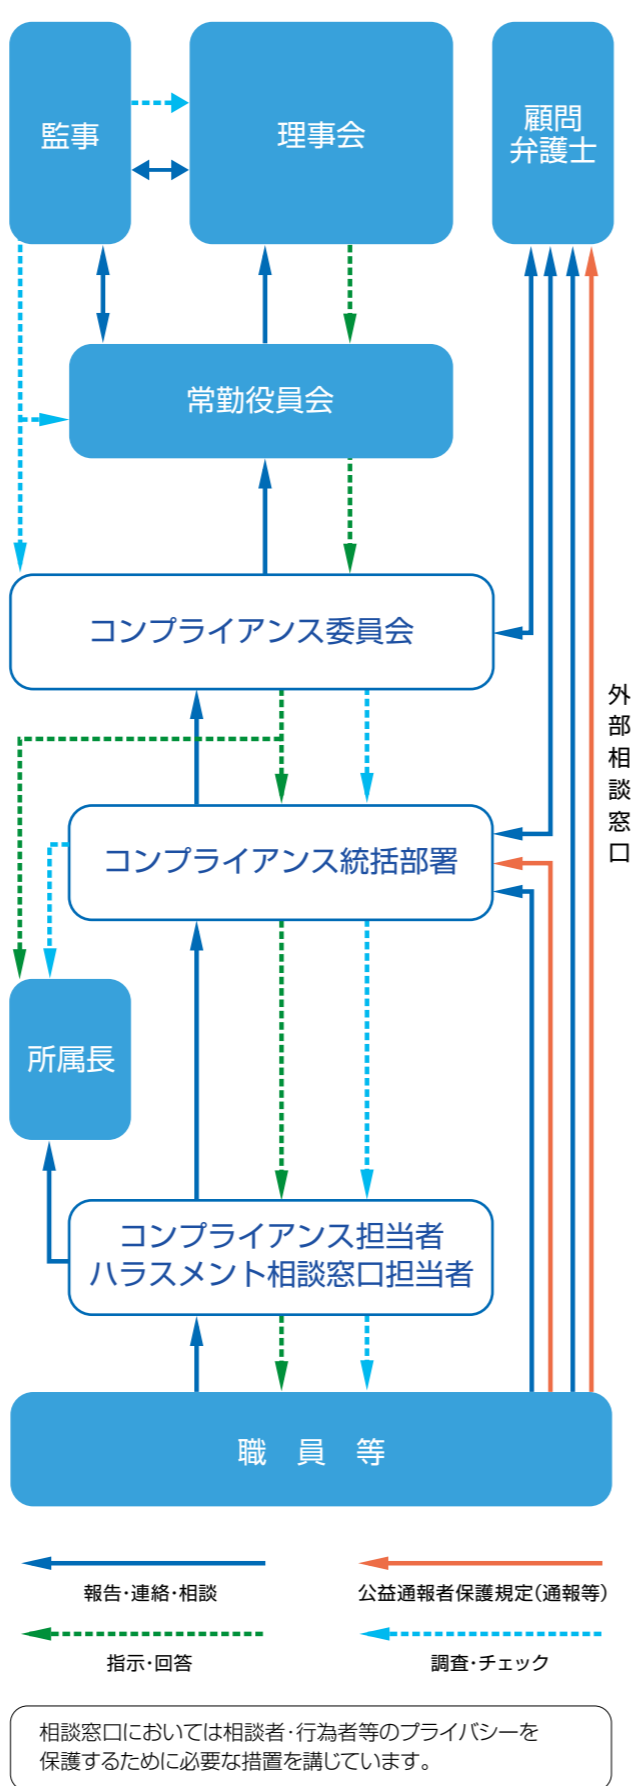 監事
理事会
顧問
弁護士
常勤役員会
コンプライアンス委員会
外部相談窓口
コンプライアンス統括部署
所属長
コンプライアンス担当者
ハラスメント相談窓口担当者
職 員 等
報告・連絡・相談
公益通報者保護規定(通報等)
指示・回答
調査・チェック
相談窓口においては相談者・行為者等のプライバシーを
保護するために必要な措置を講じています。